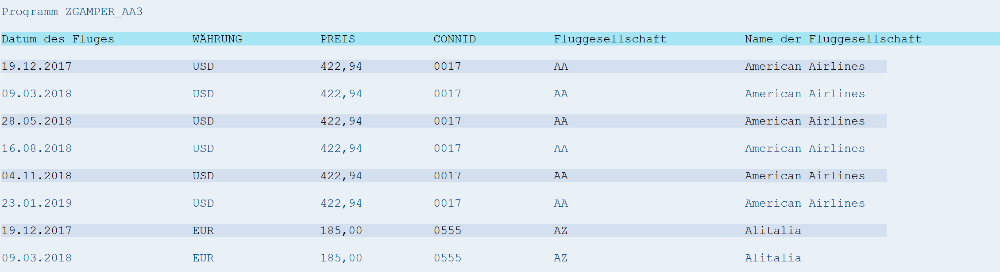 Programm ZGAMPER_AA3
Datum des Fluges WÄHRUNG PREIS CONNID Fluggesellschaft Name der Fluggesellschaft
19.12.2017 USD 422,94 0017 AA American Airlines
09.03.2018 USD 422,94 0017 AA American Airlines
28.05.2018 USD 422,94 0017 AA American Airlines
16.08.2018 USD 422,94 0017 AA American Airlines
04.11.2018 USD 422,94 0017 AA American Airlines
23.01.2019 USD 422,94 0017 AA American Airlines
19.12.2017 EUR 185,00 0555 AZ Alitalia
09.03.2018 EUR 185,00 0555 AZ Alitalia